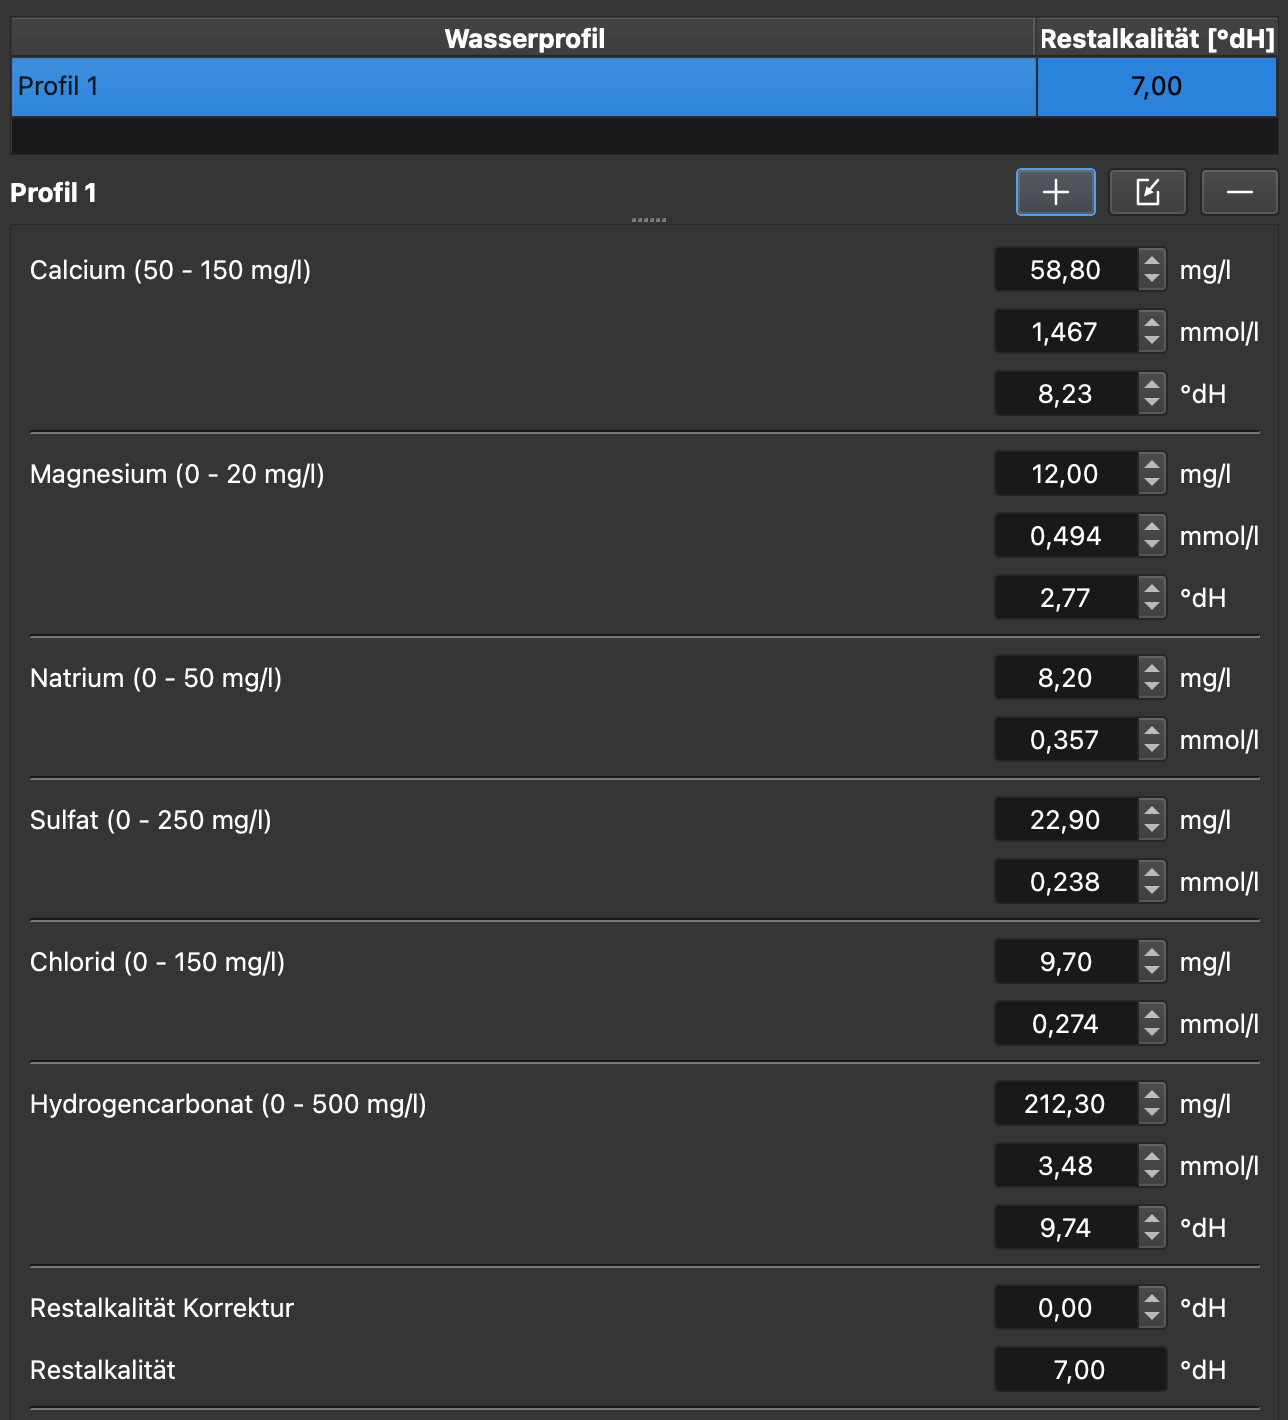 Wasserprofil Restalkalität [°dH]
Profil 1 7,00
Profil 1
Calcium (50 - 150 mg/l) 58,80 mg/l
1,467 mmol/l
8,23 °dH
Magnesium (0 - 20 mg/l) 12,00 mg/l
0,494 mmol/l
2,77 °dH
Natrium (0 - 50 mg/l) 8,20 mg/l
0,357 mmol/l
Sulfat (0 - 250 mg/l) 22,90 mg/l
0,238 mmol/l
Chlorid (0 - 150 mg/l) 9,70 mg/l
0,274 mmol/l
Hydrogencarbonat (0 - 500 mg/l) 212,30 mg/l
3,48 mmol/l
9,74 °dH
Restalkalität Korrektur 0,00 °dH
Restalkalität 7,00 °dH